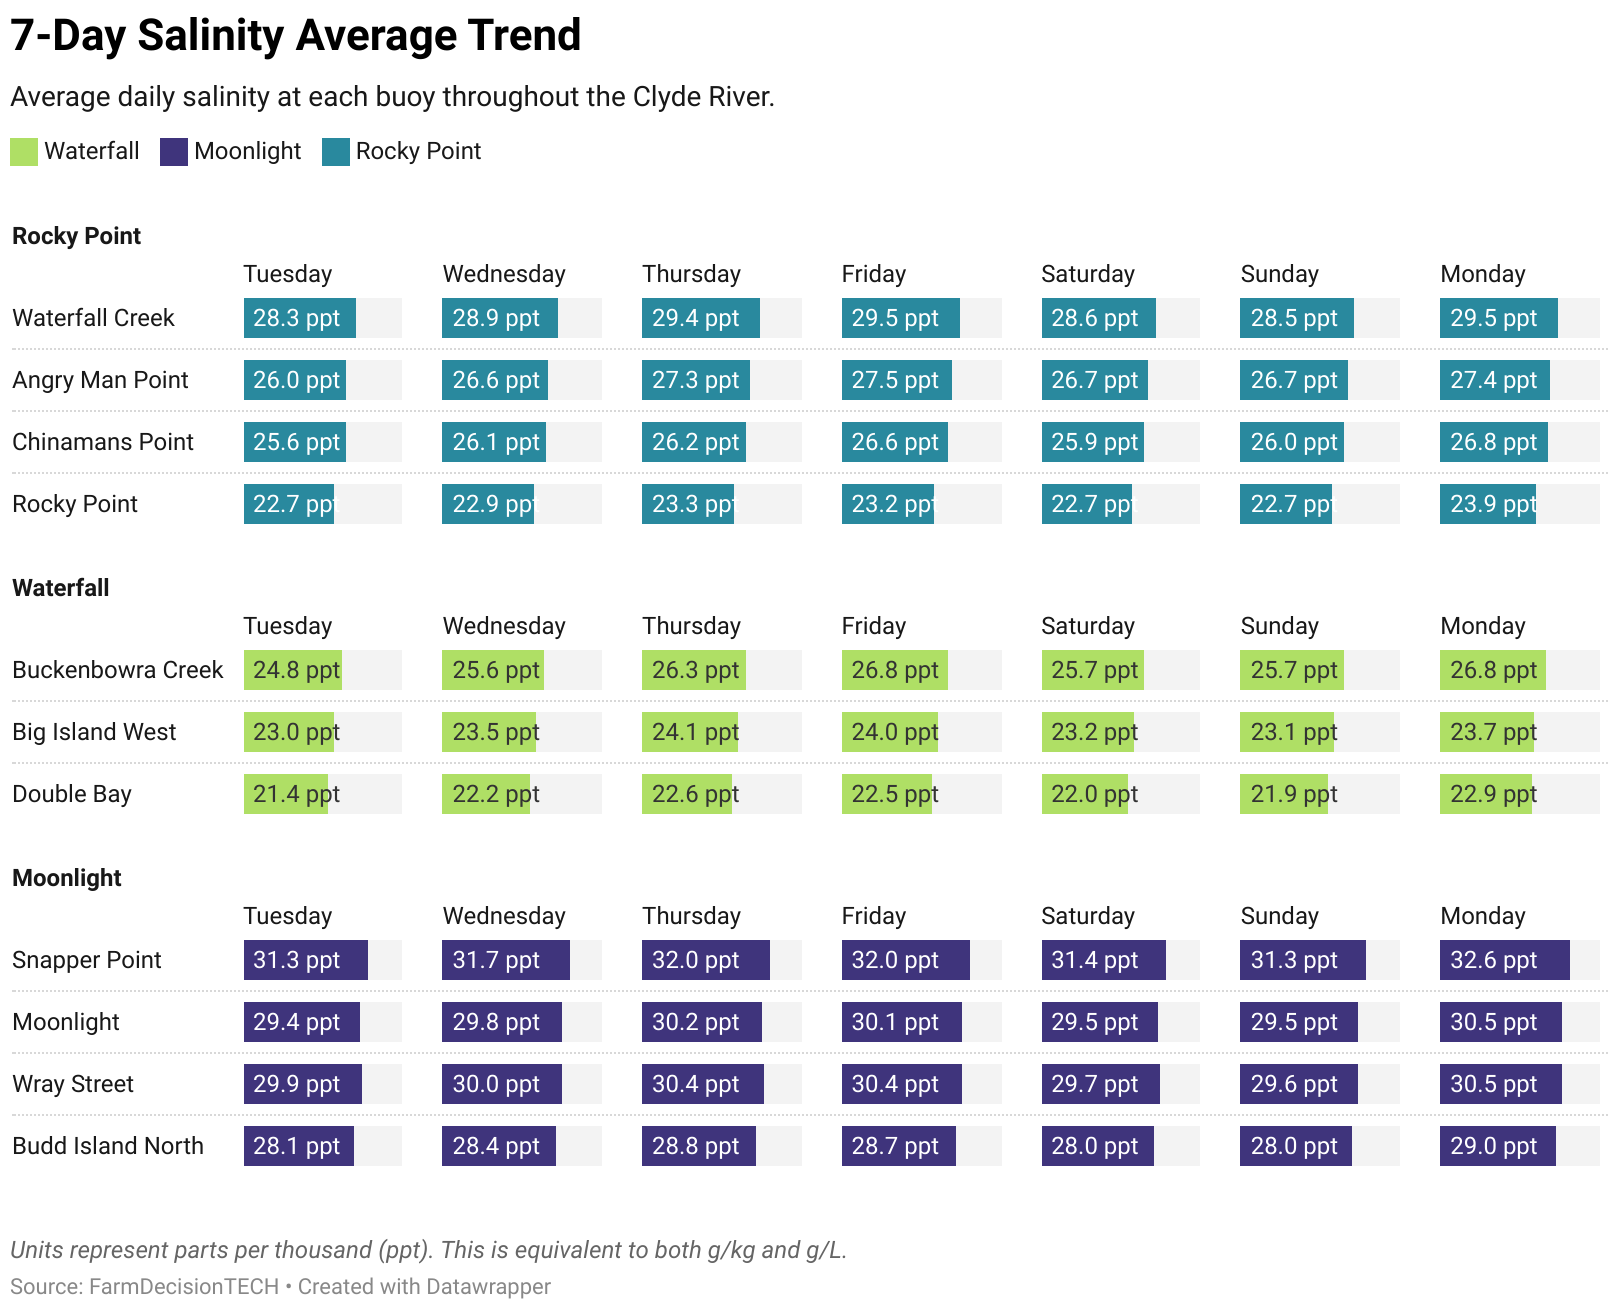 7-Day Salinity Average Trend
Average daily salinity at each buoy throughout the Clyde River.
Waterfall Moonlight Rocky Point
Rocky Point
Tuesday Wednesday Thursday Friday Saturday Sunday Monday
Waterfall Creek 28.3 ppt 28.9 ppt 29.4 ppt 29.5 ppt 28.6 ppt 28.5 ppt 29.5 ppt
Angry Man Point 26.0 ppt 26.6 ppt 27.3 ppt 27.5 ppt 26.7 ppt 26.7 ppt 27.4 ppt
Chinamans Point 25.6 ppt 26.1 ppt 26.2 ppt 26.6 ppt 25.9 ppt 26.0 ppt 26.8 ppt
Rocky Point 22.7 ppt 22.9 ppt 23.3 ppt 23.2 ppt 22.7 ppt 22.7 ppt 23.9 ppt
Waterfall
Tuesday Wednesday Thursday Friday Saturday Sunday Monday
Buckenbowra Creek 24.8 ppt 25.6 ppt 26.3 ppt 26.8 ppt 25.7 ppt 25.7 ppt 26.8 ppt
Big Island West 23.0 ppt 23.5 ppt 24.1 ppt 24.0 ppt 23.2 ppt 23.1 ppt 23.7 ppt
Double Bay 21.4 ppt 22.2 ppt 22.6 ppt 22.5 ppt 22.0 ppt 21.9 ppt 22.9 ppt
Moonlight
Tuesday Wednesday Thursday Friday Saturday Sunday Monday
Snapper Point 31.3 ppt 31.7 ppt 32.0 ppt 32.0 ppt 31.4 ppt 31.3 ppt 32.6 ppt
Moonlight 29.4 ppt 29.8 ppt 30.2 ppt 30.1 ppt 29.5 ppt 29.5 ppt 30.5 ppt
Wray Street 29.9 ppt 30.0 ppt 30.4 ppt 30.4 ppt 29.7 ppt 29.6 ppt 30.5 ppt
Budd Island North 28.1 ppt 28.4 ppt 28.8 ppt 28.7 ppt 28.0 ppt 28.0 ppt 29.0 ppt
Units represent parts per thousand (ppt). This is equivalent to both g/kg and g/L.
Source: FarmDecisionTECH • Created with Datawrapper